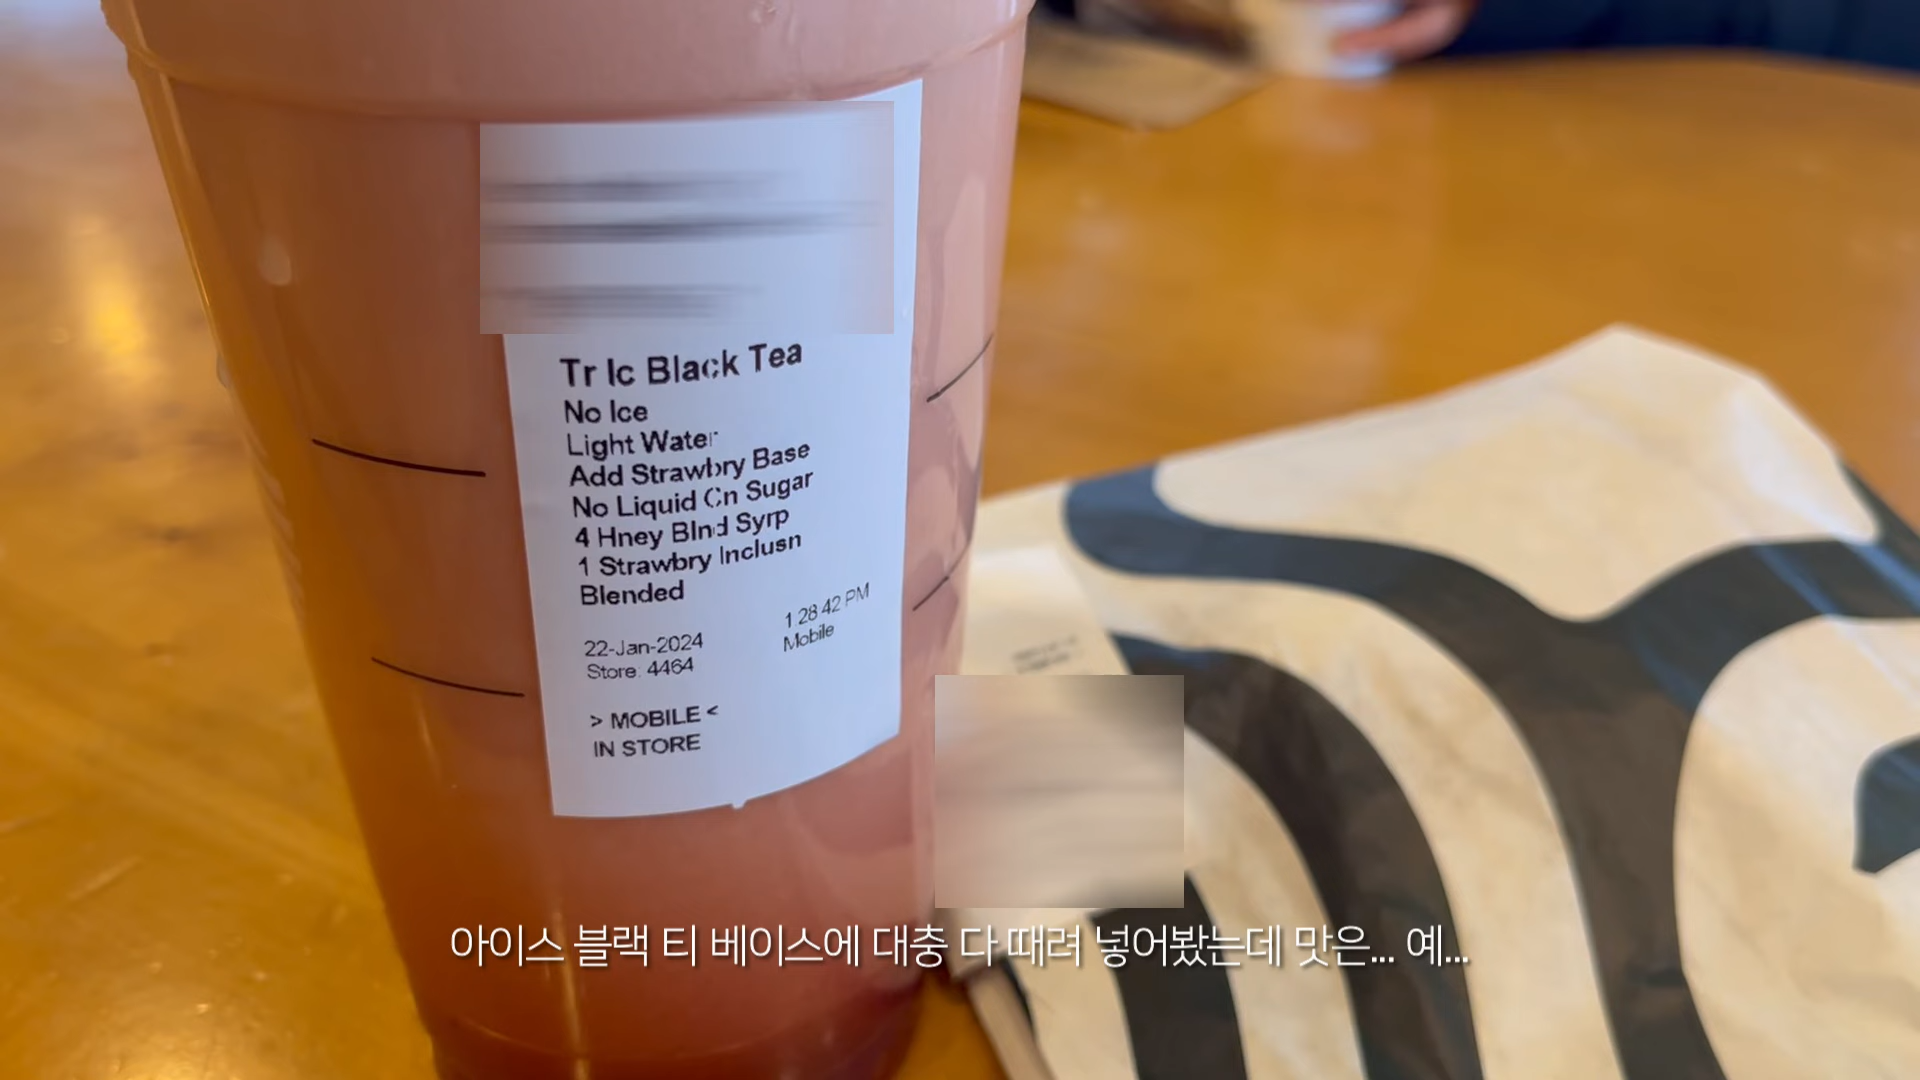 Tr Ic Black Tea
No Ice
Light Water
Add Strawbry Base
No Liquid Cn Sugar
4 Hney Blnd Syrp
1 Strawbry Inclusn
Blended
22-Jan-2024
1:28:42 PM
Store: 4464
Mobile
> MOBILE <
IN STORE
아이스 블랙 티 베이스에 대충 다 때려 넣어봤는데 맛은... 예...